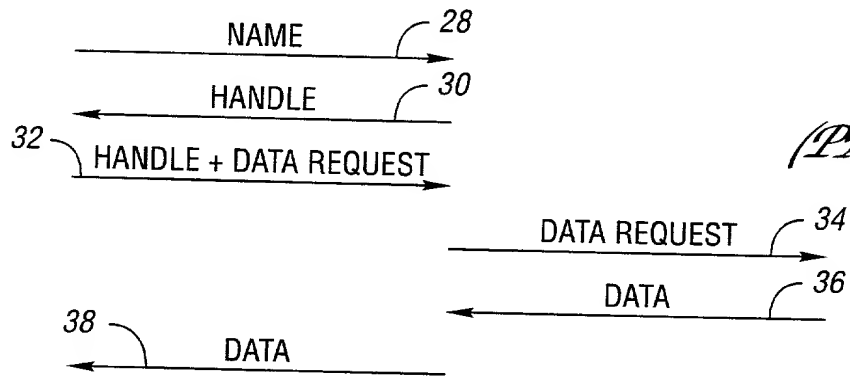 NAME 28
HANDLE 30
32 HANDLE + DATA REQUEST
DATA REQUEST 34
DATA 36
38 DATA